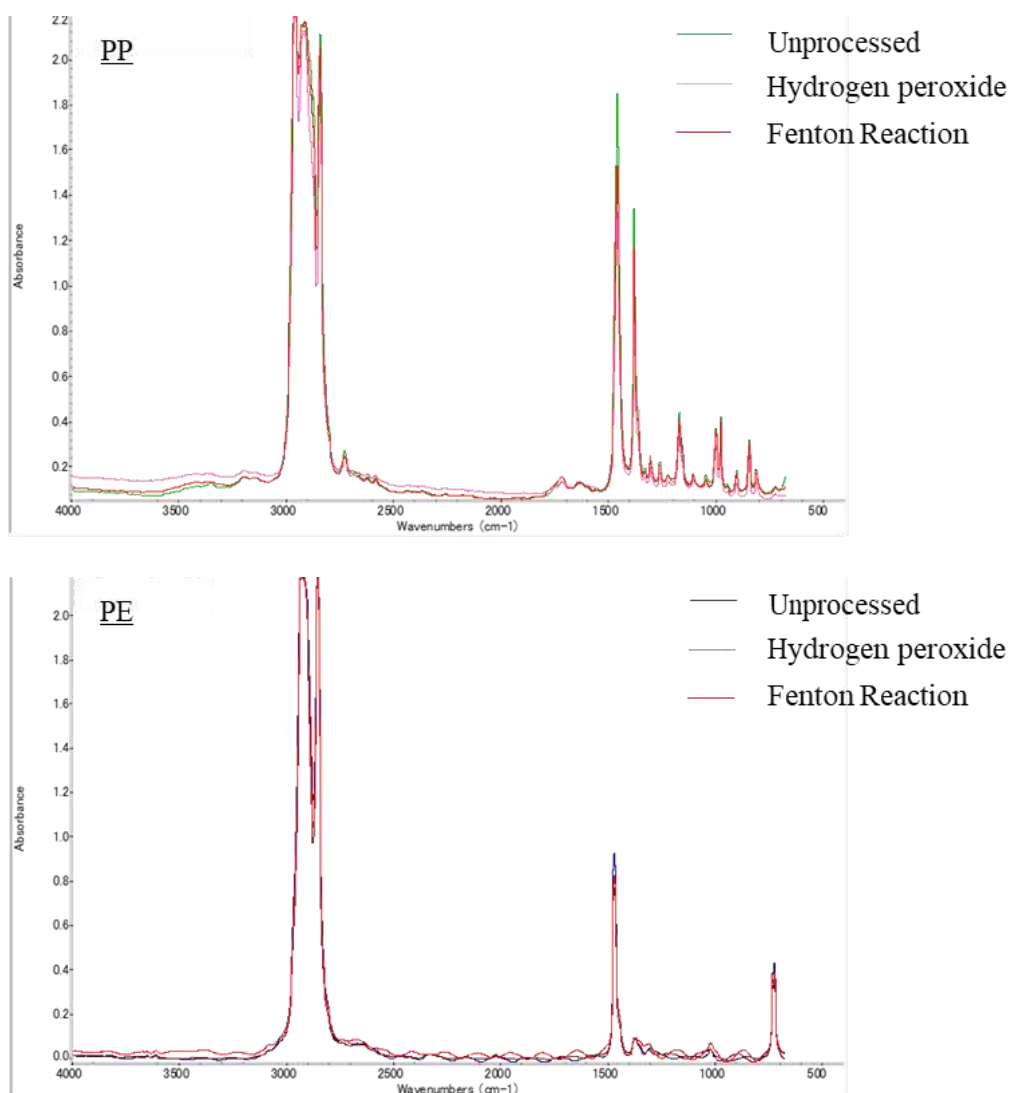 2.2
PP
Unprocessed
2.0
Hydrogen peroxide
1.8
Fenton Reaction
1.6
1.4
1.2
Absorbance
1.0
0.8
0.6
0.4
0.2
4000 3500 3000 2500 2000 1500 1000 500
Wavenumbers (cm-1)
PE
Unprocessed
2.0
Hydrogen peroxide
1.8
Fenton Reaction
1.6
1.4
1.2
Absorbance
1.0
0.8
0.6
0.4
0.2
0.0
4000 3500 3000 2500 2000 1500 1000 500
Wavenumbers (cm-1)